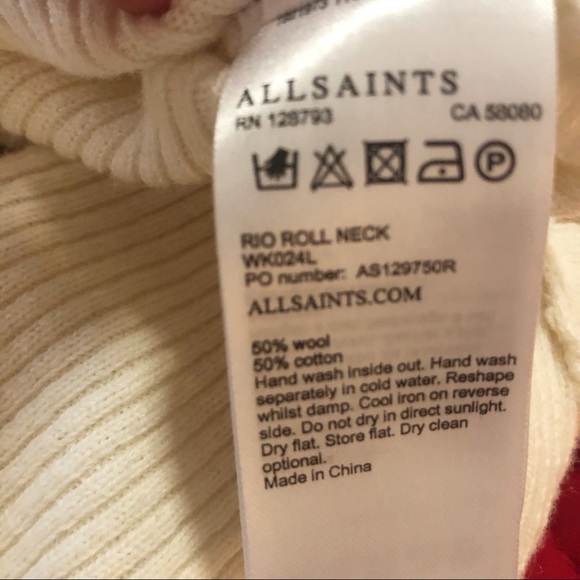 ALLSAINTS
RN 128793 CA 58080
P
RIO ROLL NECK
WK024L
PO number: AS129750R
ALLSAINTS.COM
50% wool
50% cotton
Hand wash inside out. Hand wash
separately in cold water. Reshape
whilst damp. Cool iron on reverse
side. Do not dry in direct sunlight.
Dry flat. Store flat. Dry clean
optional.
Made in China